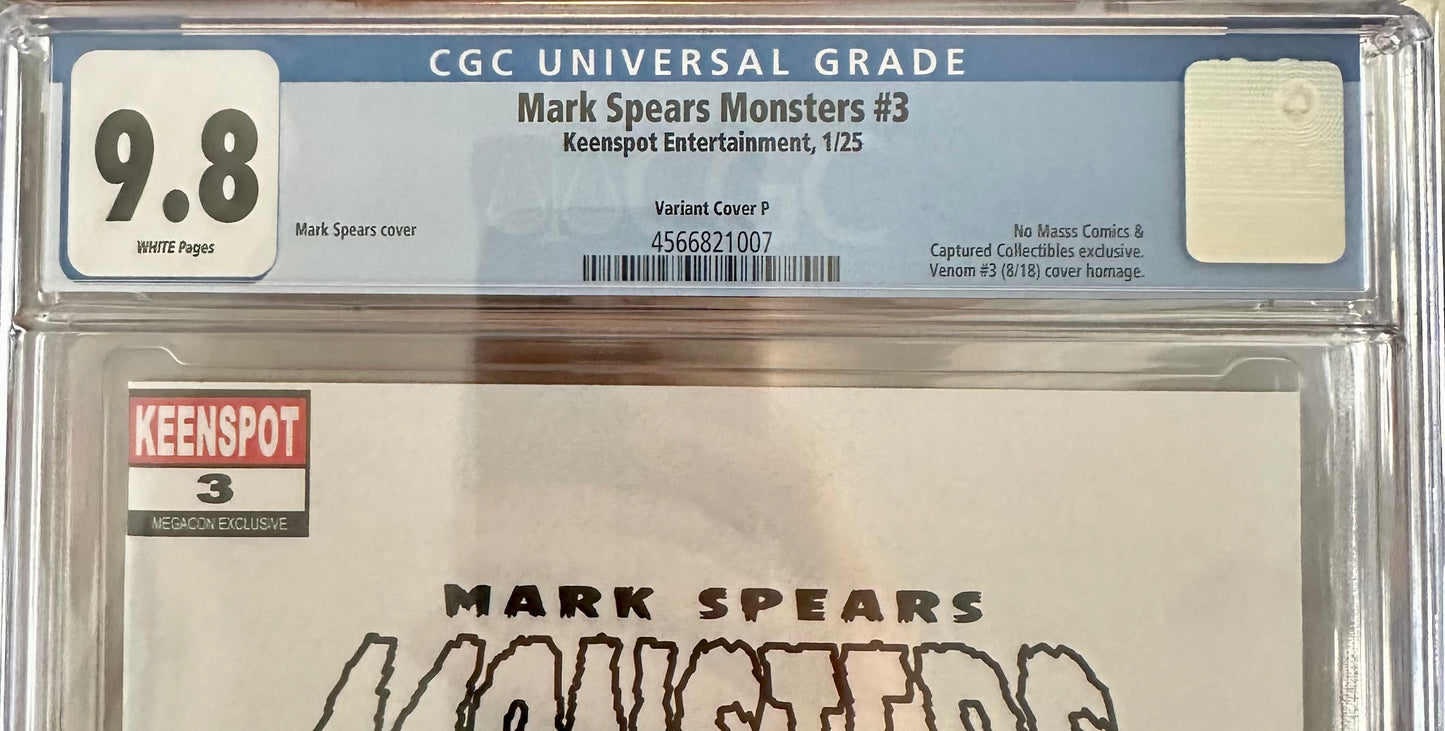 CGC UNIVERSAL GRADE
9.8
WHITE Pages
Mark Spears Monsters #3
Keenspot Entertainment, 1/25
Mark Spears cover
Variant Cover P
4566821007
No Masss Comics &
Captured Collectibles exclusive.
Venom #3 (8/18) cover homage.
KEENSPOT
3
MEGACON EXCLUSIVE
MARK SPEARS
MONSTERS